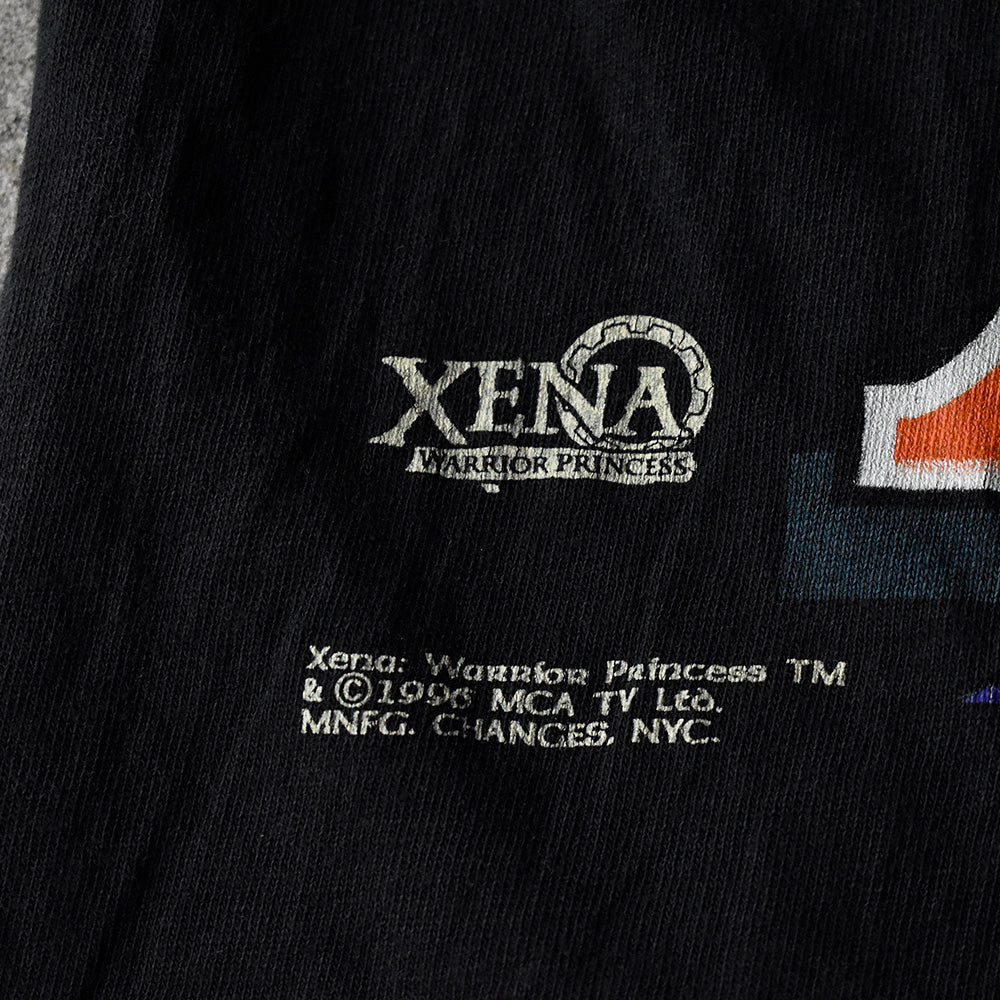 XENA
WARRIOR PRINCESS
Xena: Warrior Princess TM
& ©1996 MCA TV Ltd.
MNFG. CHANCES, NYC.